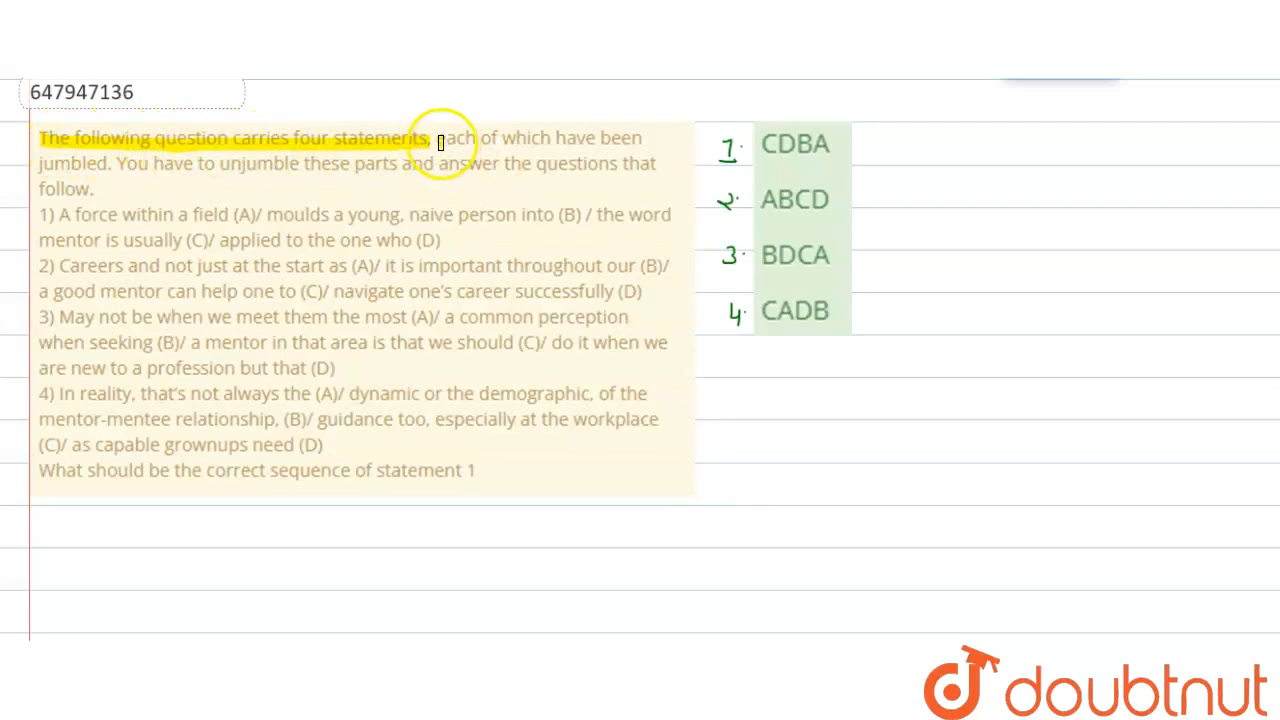 647947136
The following question carries four statements, each of which have been
jumbled. You have to unjumble these parts and answer the questions that
follow.
1) A force within a field (A)/ moulds a young, naive person into (B) / the word
mentor is usually (C)/ applied to the one who (D)
2) Careers and not just at the start as (A)/ it is important throughout our (B)/
a good mentor can help one to (C)/ navigate one's career successfully (D)
3) May not be when we meet them the most (A)/ a common perception
when seeking (B)/ a mentor in that area is that we should (C)/ do it when we
are new to a profession but that (D)
4) In reality, that's not always the (A)/ dynamic or the demographic, of the
mentor-mentee relationship, (B)/ guidance too, especially at the workplace
(C)/ as capable grownups need (D)
What should be the correct sequence of statement 1
1. CDBA
2. ABCD
3. BDCA
4. CADB
doubtnut